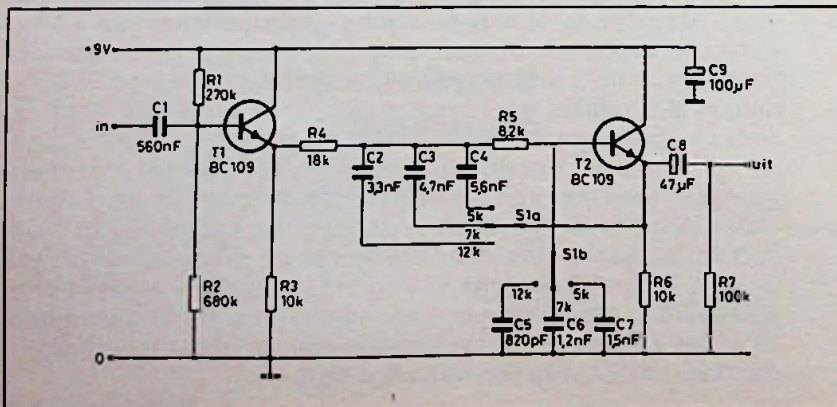 +9V
R1
270k
C9
100µF
C1
in
560nF
T1
BC109
R4
18k
R5
8,2k
C2
3,3nF
C3
4,7nF
C4
5,6nF
T2
BC109
C8
47µF
uit
5k
S1a
7k
12k
S1b
R2
680k
R3
10k
12k
5k
7k
C5
820pF
C6
1,2nF
C7
1,5nF
R6
10k
R7
100k
0